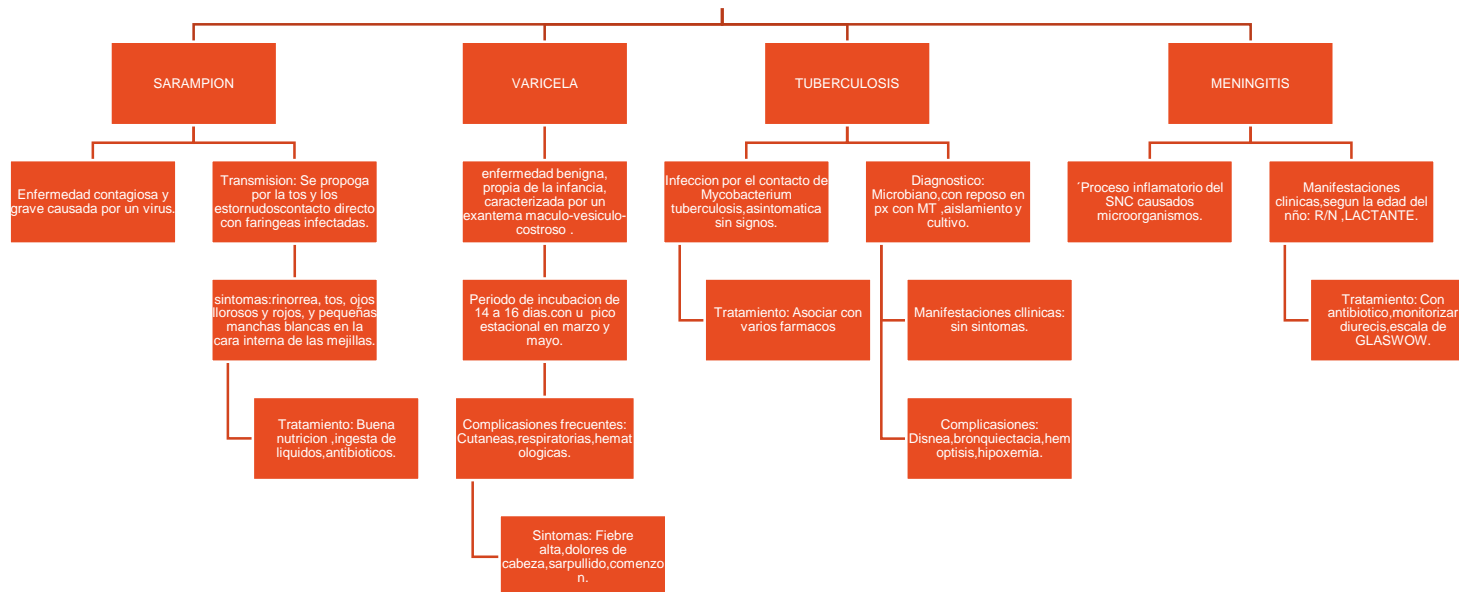 SARAMPION
Enfermedad contagiosa y
grave causada por un virus.
Transmision: Se propoga
por la tos y los
estornudoscontacto directo
con faringeas infectadas.
sintomas:rinorrea, tos, ojos
llorosos y rojos, y pequeñas
manchas blancas en la
cara interna de las mejillas.
Tratamiento: Buena
nutricion ,ingesta de
liquidos,antibioticos.
VARICELA
enfermedad benigna,
propia de la infancia,
caracterizada por un
exantema maculo-vesiculo-
costroso .
Periodo de incubacion de
14 a 16 dias.con u pico
estacional en marzo y
mayo.
Complicasiones frecuentes:
Cutaneas,respiratorias,hemat
ologicas.
Sintomas: Fiebre
alta,dolores de
cabeza,sarpullido,comenzo
n.
TUBERCULOSIS
Infeccion por el contacto de
Mycobacterium
tuberculosis,asintomatica
sin signos.
Tratamiento: Asociar con
varios farmacos
Diagnostico:
Microbiano,con reposo en
px con MT ,aislamiento y
cultivo.
Manifestaciones cllinicas:
sin sintomas.
Complicasiones:
Disnea,bronquiectacia,hem
optisis,hipoxemia.
MENINGITIS
´Proceso inflamatorio del
SNC causados
microorganismos.
Manifestaciones
clinicas,segun la edad del
nño: R/N ,LACTANTE.
Tratamiento: Con
antibiotico,monitorizar
diurecis,escala de
GLASWOW.